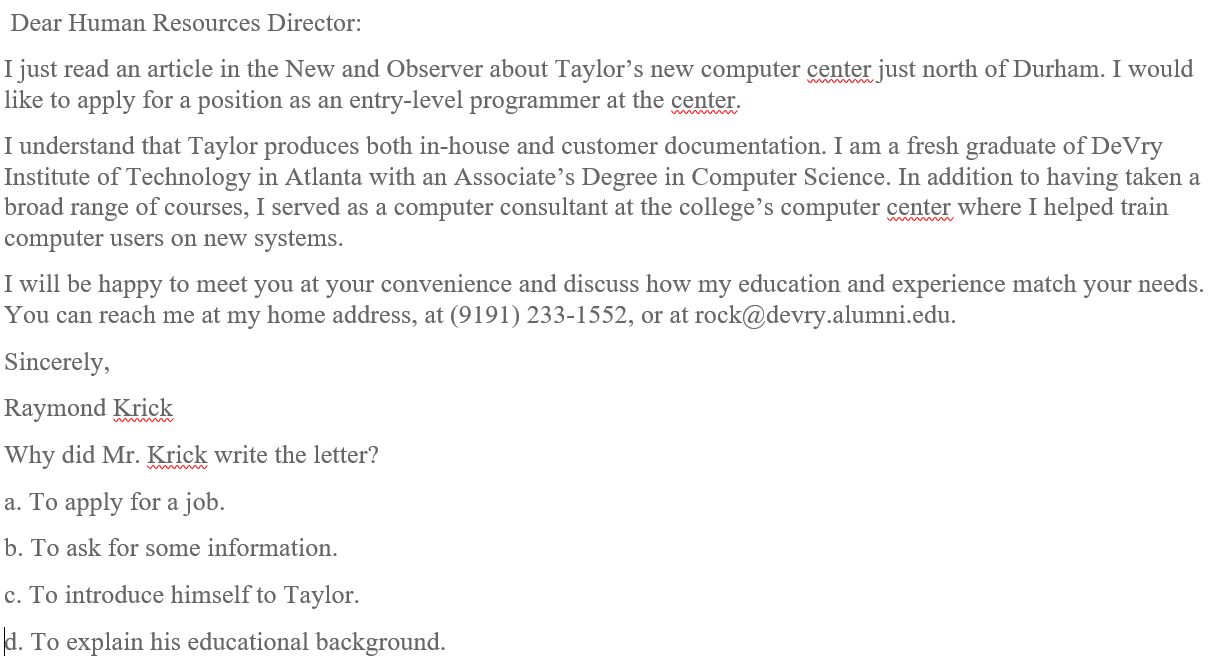 Dear Human Resources Director:
I just read an article in the New and Observer about Taylor’s new computer center just north of Durham. I would
like to apply for a position as an entry-level programmer at the center.
I understand that Taylor produces both in-house and customer documentation. I am a fresh graduate of DeVry
Institute of Technology in Atlanta with an Associate’s Degree in Computer Science. In addition to having taken a
broad range of courses, I served as a computer consultant at the college’s computer center where I helped train
computer users on new systems.
I will be happy to meet you at your convenience and discuss how my education and experience match your needs.
You can reach me at my home address, at (9191) 233-1552, or at rock@devry.alumni.edu.
Sincerely,
Raymond Krick
Why did Mr. Krick write the letter?
a. To apply for a job.
b. To ask for some information.
c. To introduce himself to Taylor.
d. To explain his educational background.